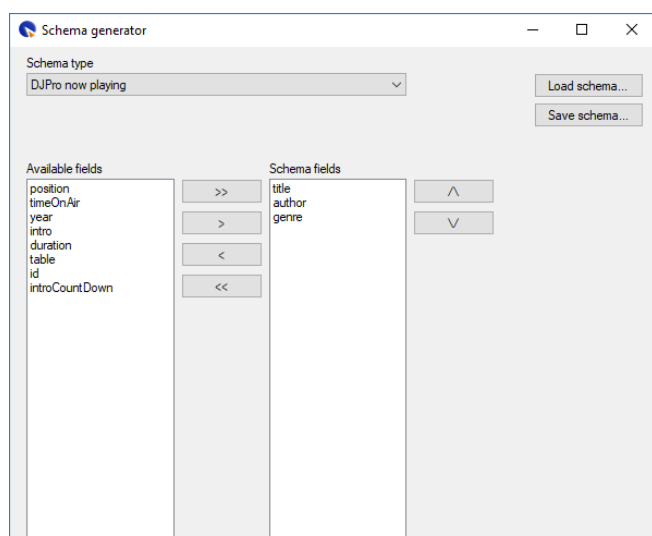 Schema generator
Schema type
DJPro now playing
Load schema...
Save schema...
Available fields
position
timeOnAir
year
intro
duration
table
id
introCountDown
>>
>
<
<<
Schema fields
title
author
genre
/\
\/